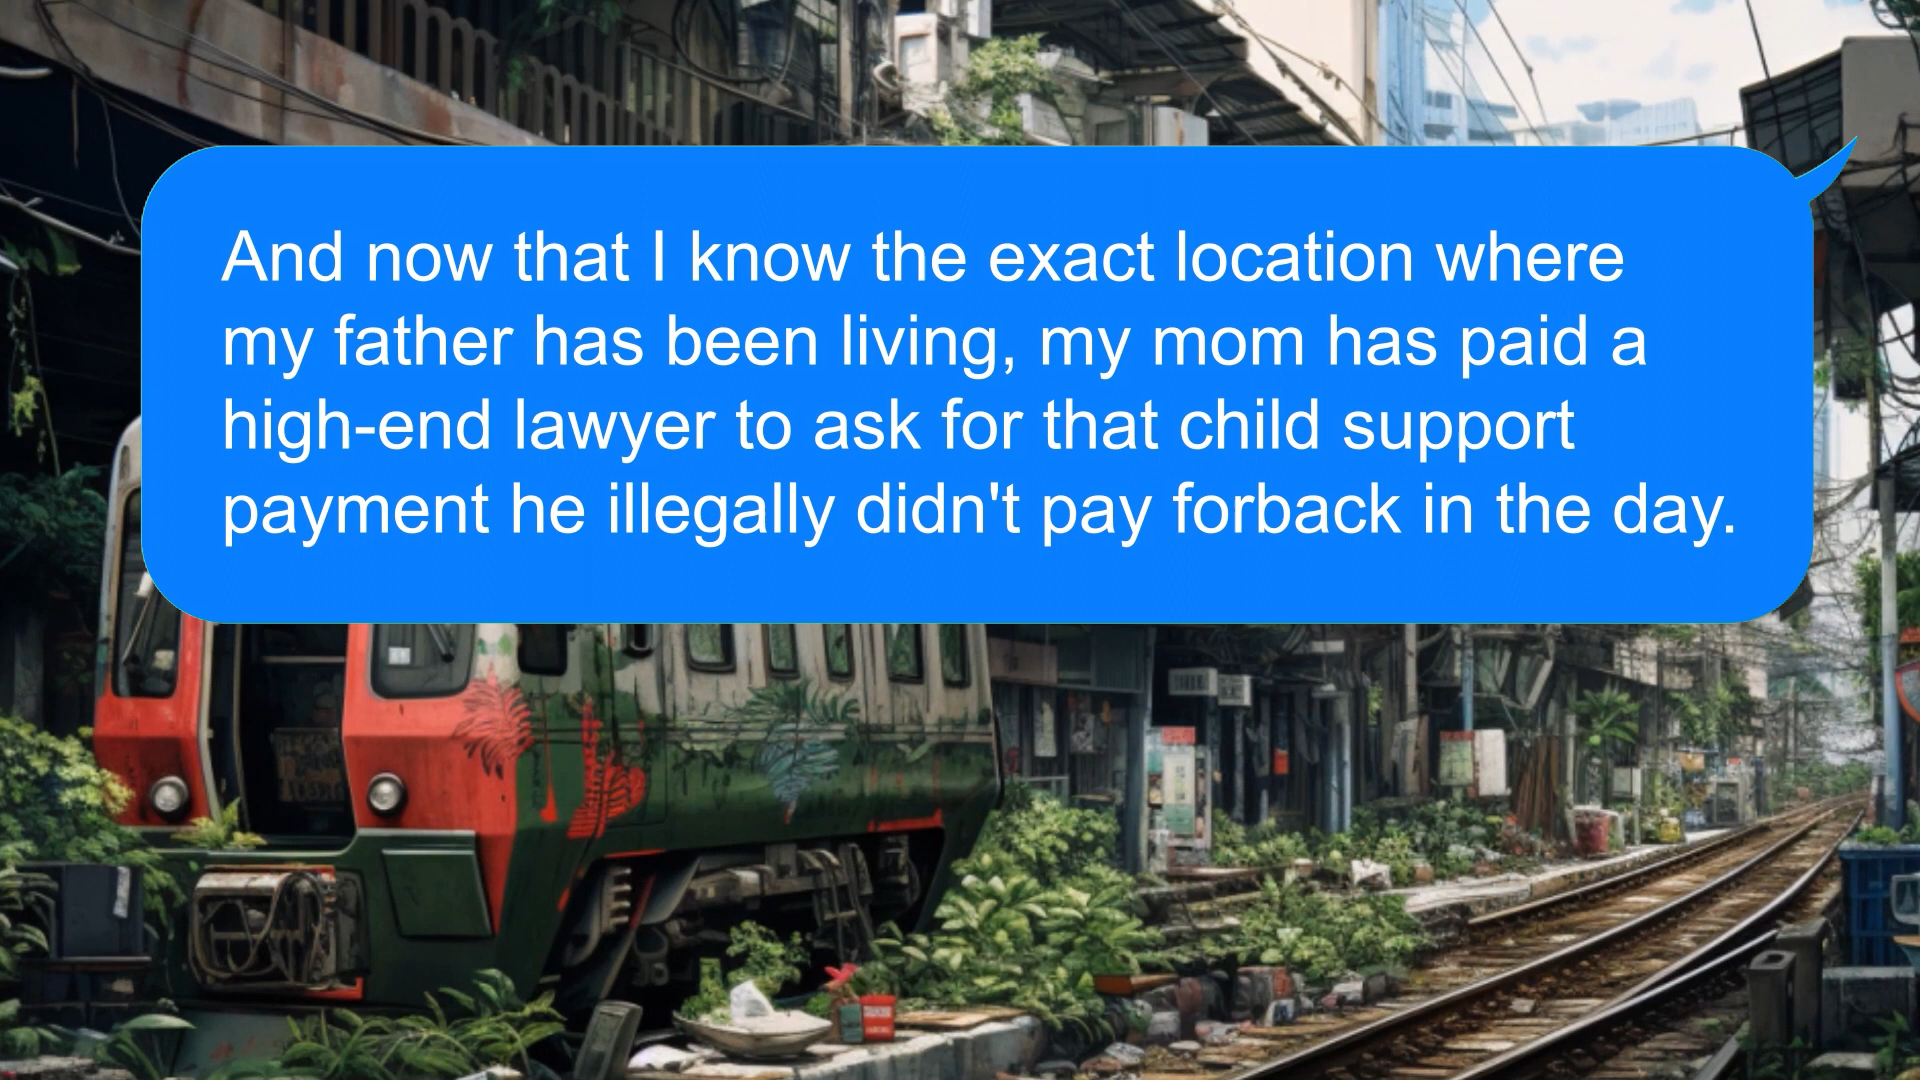 And now that I know the exact location where
my father has been living, my mom has paid a
high-end lawyer to ask for that child support
payment he illegally didn't pay forback in the day.